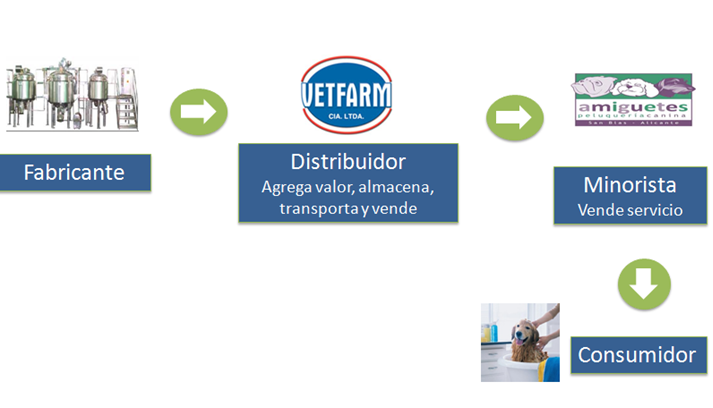 VETFARM
CIA. LTDA.
amiguetes
peluqueríacanina
San Blas - Alicante
Fabricante
Distribuidor
Agrega valor, almacena,
transporta y vende
Minorista
Vende servicio
Consumidor